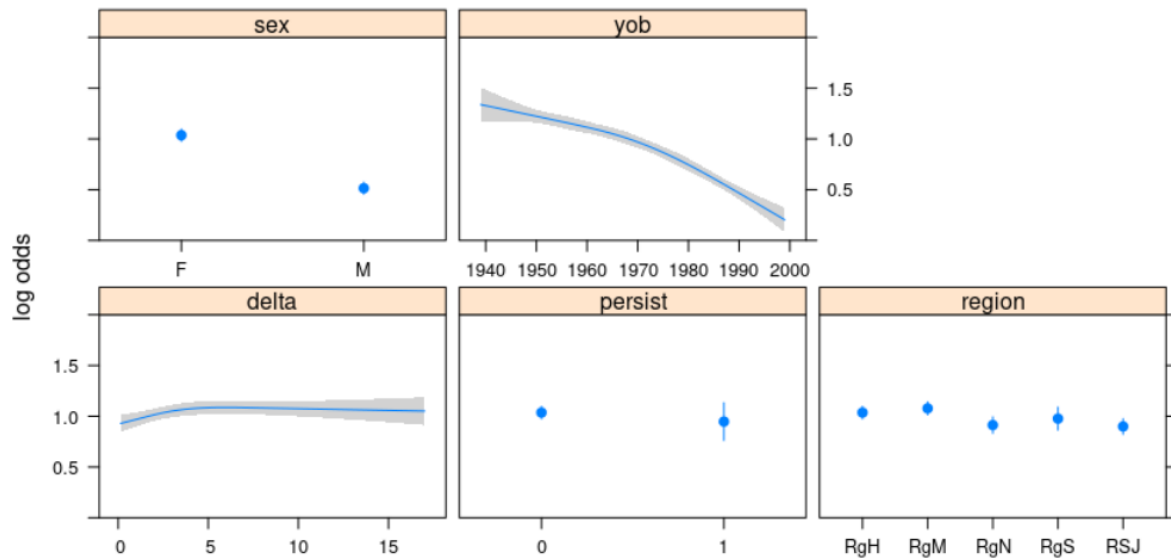 sex yob
1.5
1.0
0.5
F M 1940 1950 1960 1970 1980 1990 2000
log odds
delta persist region
1.5
1.0
0.5
0 5 10 15 0 1 RgH RgM RgN RgS RSJ